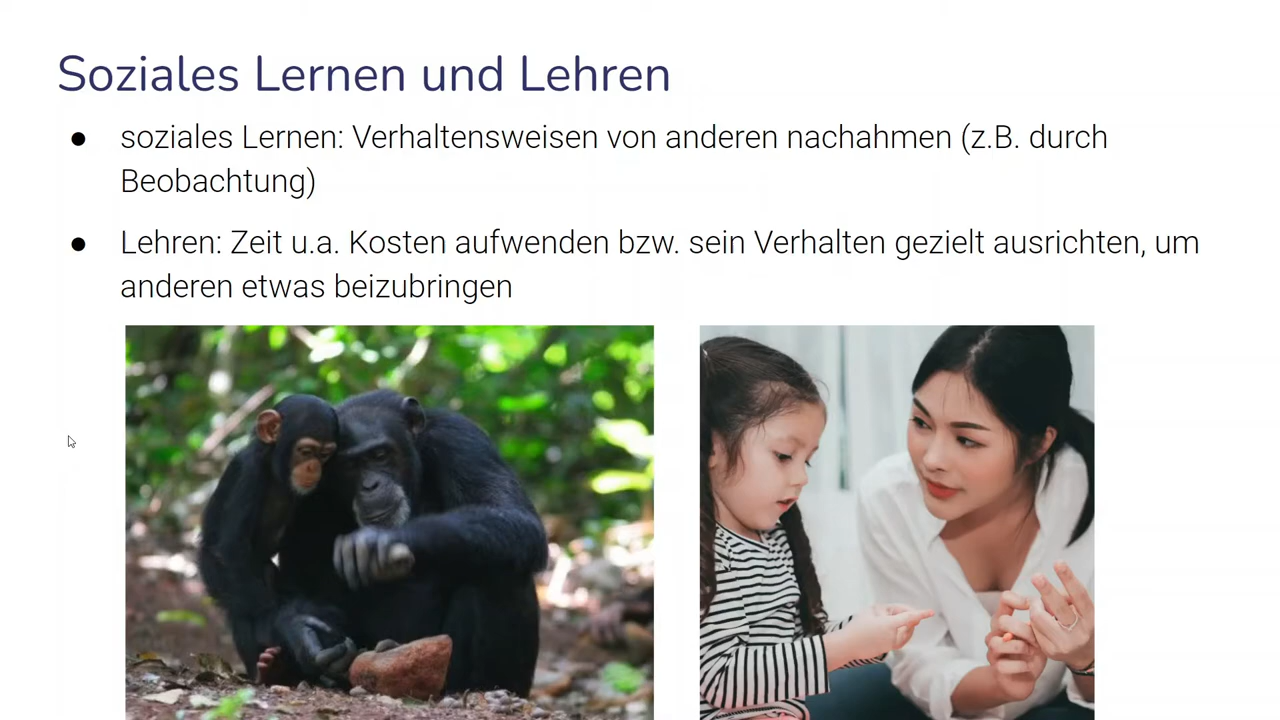 Soziales Lernen und Lehren
● soziales Lernen: Verhaltensweisen von anderen nachahmen (z.B. durch
Beobachtung)
● Lehren: Zeit u.a. Kosten aufwenden bzw. sein Verhalten gezielt ausrichten, um
anderen etwas beizubringen